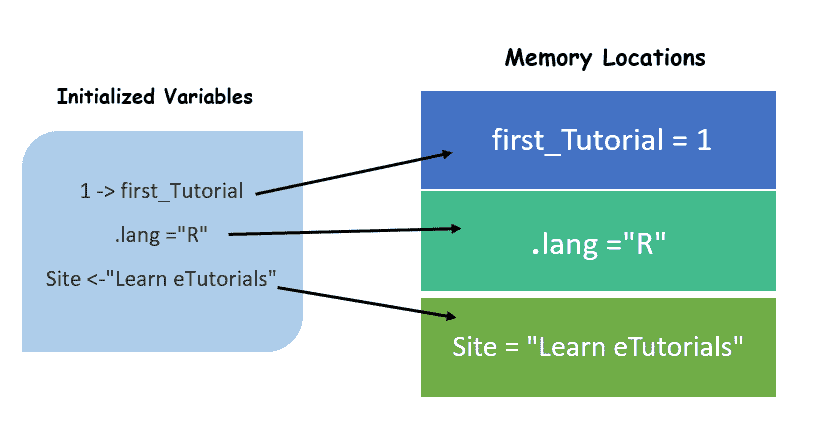 Memory Locations
Initialized Variables
first_Tutorial = 1
1 -> first_Tutorial
.lang ="R"
.lang ="R"
Site <-"Learn eTutorials"
Site = "Learn eTutorials"